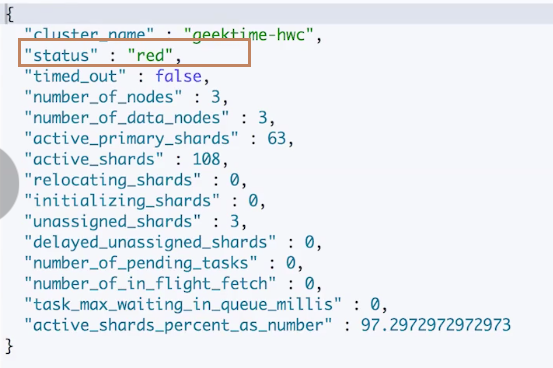 {
"cluster_name" : "geektime-hwc",
"status" : "red",
"timed_out" : false,
"number_of_nodes" : 3,
"number_of_data_nodes" : 3,
"active_primary_shards" : 63,
"active_shards" : 108,
"relocating_shards" : 0,
"initializing_shards" : 0,
"unassigned_shards" : 3,
"delayed_unassigned_shards" : 0,
"number_of_pending_tasks" : 0,
"number_of_in_flight_fetch" : 0,
"task_max_waiting_in_queue_millis" : 0,
"active_shards_percent_as_number" : 97.2972972972973
}